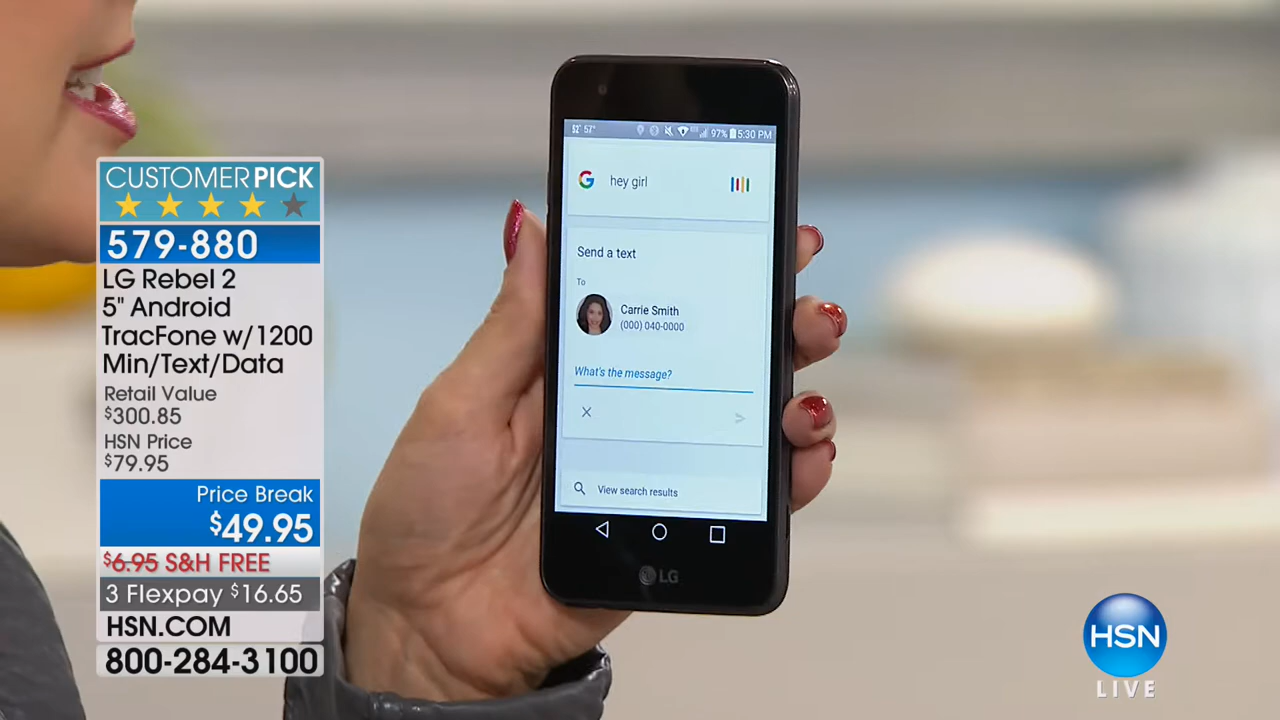 CUSTOMER PICK
579-880
LG Rebel 2
5" Android
TracFone w/1200
Min/Text/Data
Retail Value
$300.85
HSN Price
$79.95
Price Break
$49.95
$6.95 S&H FREE
3 Flexpay $16.65
HSN.COM
800-284-3100
52° 57°
97% 5:30 PM
G hey girl
Send a text
To
Carrie Smith
(000) 040-0000
What's the message?
View search results
LG
HSN
LIVE